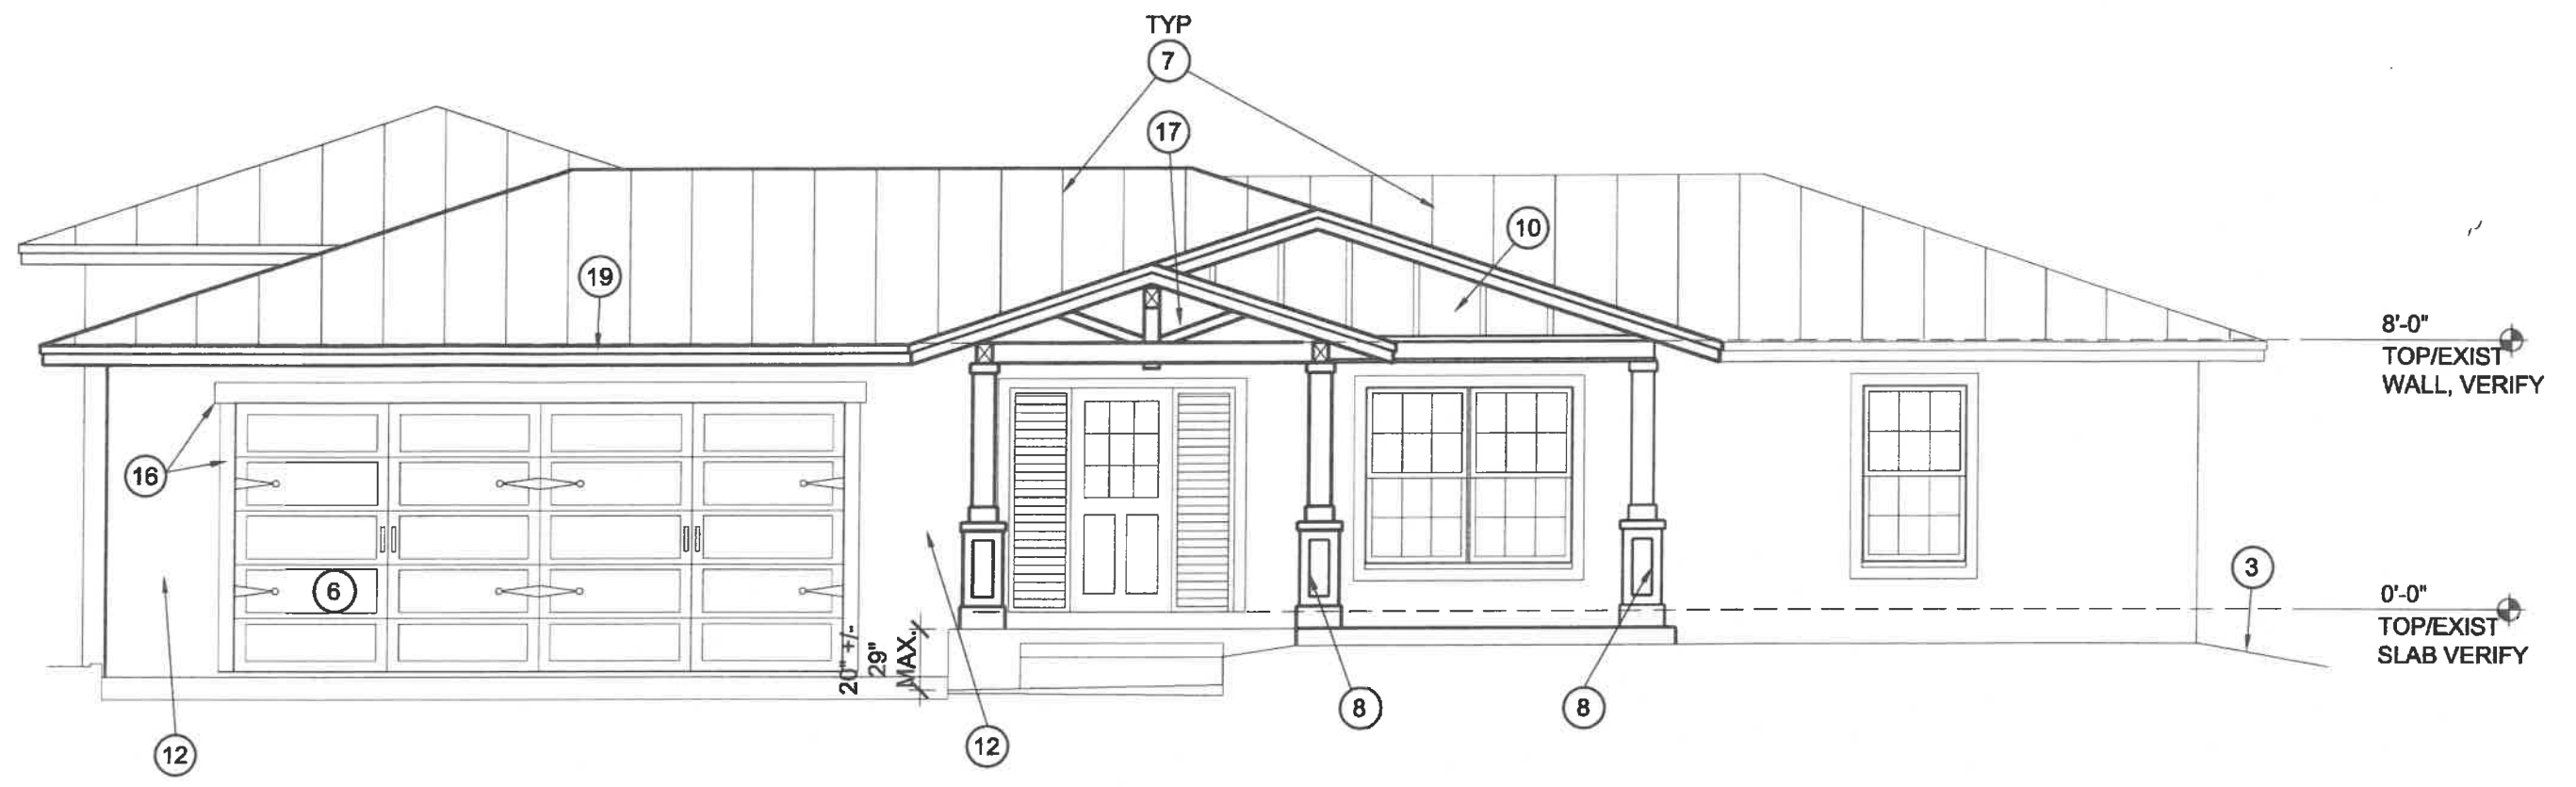 TYP
7
17
10
19
8'-0"
TOP/EXIST
WALL, VERIFY
16
6
3
0'-0"
TOP/EXIST
SLAB VERIFY
20" +/-
29"
MAX.
8
8
12
12